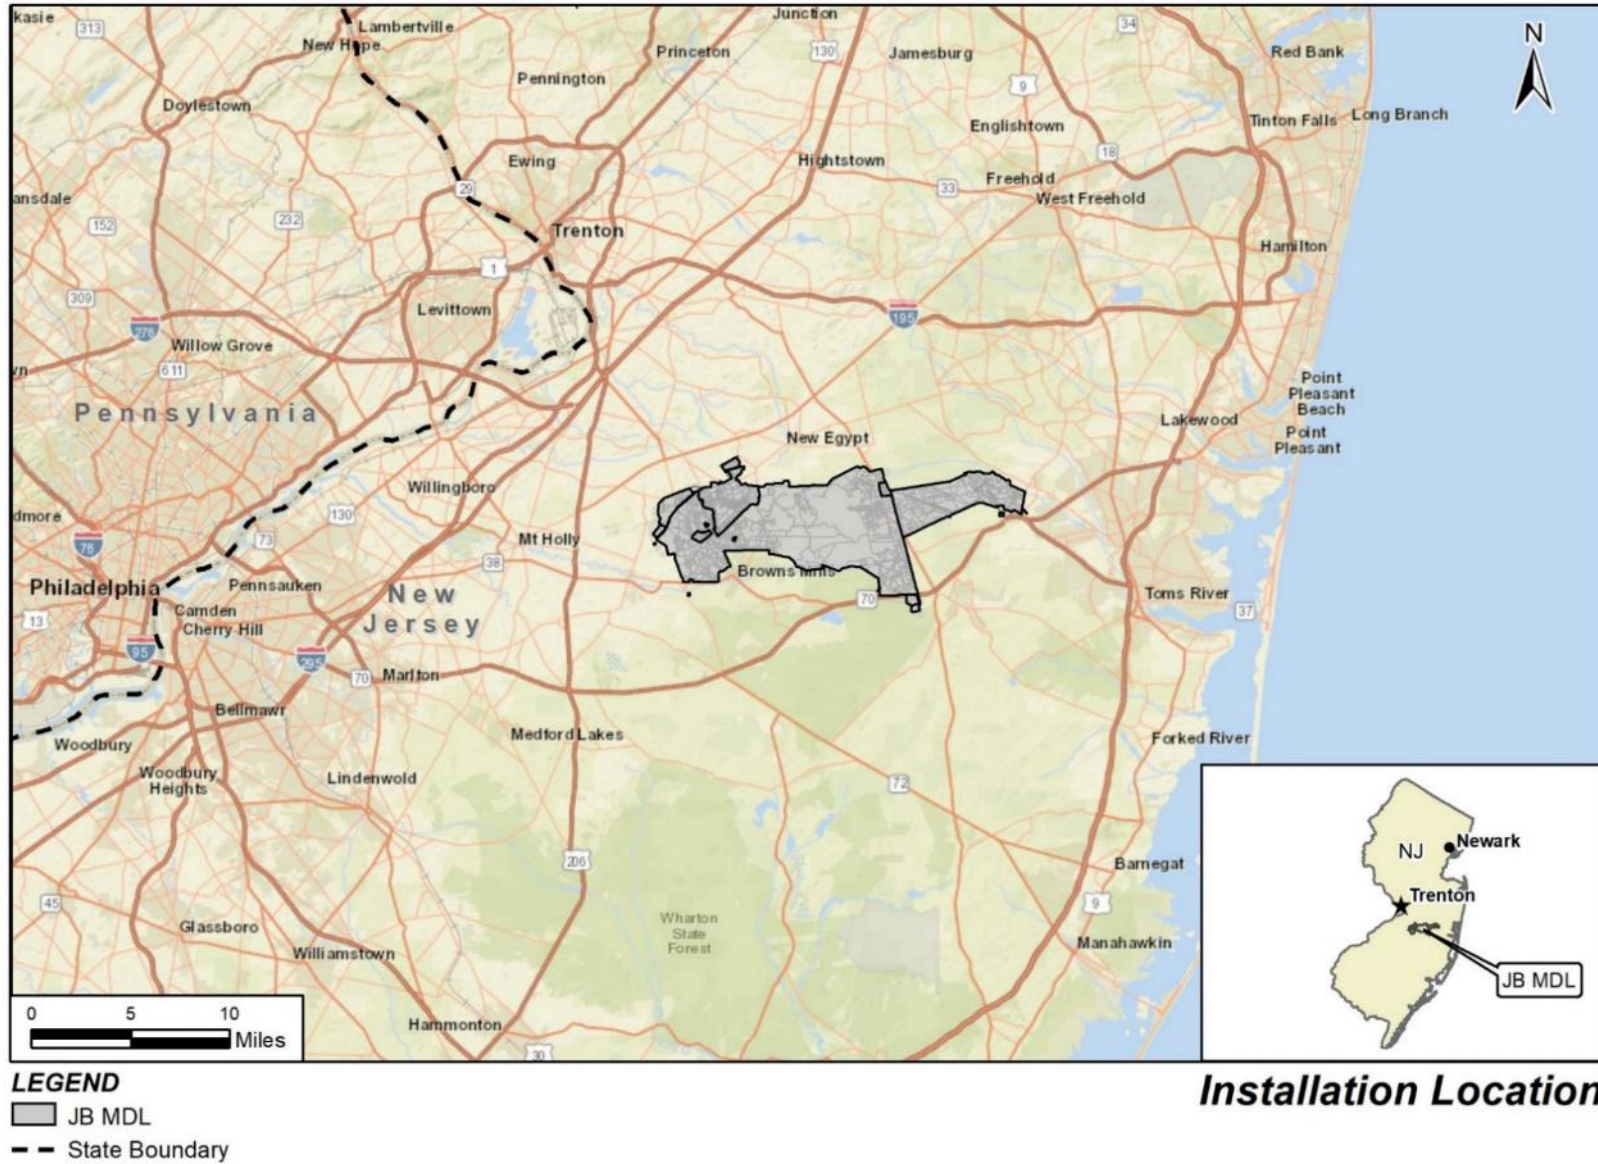 kasie
313
Lambertville
New Hope
Junction
130
Princeton
Jamesburg
34
Red Bank
N
Pennington
9
Doylestown
Englishtown
Tinton Falls
Long Branch
18
Ewing
Hightstown
29
33
Freehold
West Freehold
ansdale
152
232
Trenton
Hamilton
1
309
Levittown
195
276
Willow Grove
611
vn
Pennsylvania
Point
Pleasant
Beach
Lakewood
Point
Pleasant
New Egypt
Willingboro
dmore
130
76
73
Mt Holly
38
Browns Mills
Philadelphia
Pennsauken
New
Jersey
70
Toms River
37
13
Camden
Cherry Hill
95
295
70
Marlton
Bellmawr
Medford Lakes
Woodbury
Forked River
Woodbury
Heights
Lindenwold
72
206
Barnegat
45
9
Glassboro
Wharton
State
Forest
Williamstown
Manahawkin
Hammonton
30
0 5 10
Miles
NJ
Newark
Trenton
JB MDL
LEGEND
JB MDL
State Boundary
Installation Location